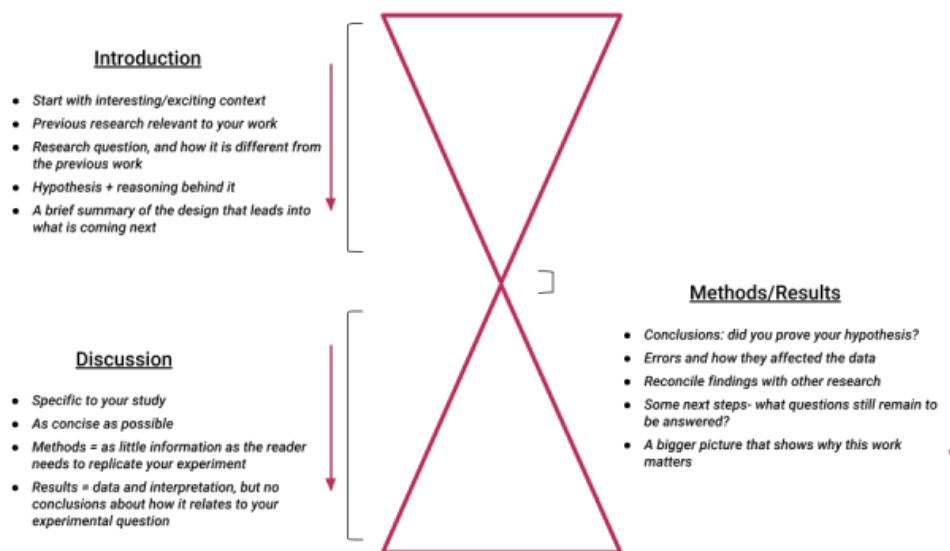 Introduction
● Start with interesting/exciting context
● Previous research relevant to your work
● Research question, and how it is different from
the previous work
● Hypothesis + reasoning behind it
● A brief summary of the design that leads into
what is coming next
Methods/Results
● Conclusions: did you prove your hypothesis?
● Errors and how they affected the data
● Reconcile findings with other research
● Some next steps- what questions still remain to
be answered?
● A bigger picture that shows why this work
matters
Discussion
● Specific to your study
● As concise as possible
● Methods = as little information as the reader
needs to replicate your experiment
● Results = data and interpretation, but no
conclusions about how it relates to your
experimental question